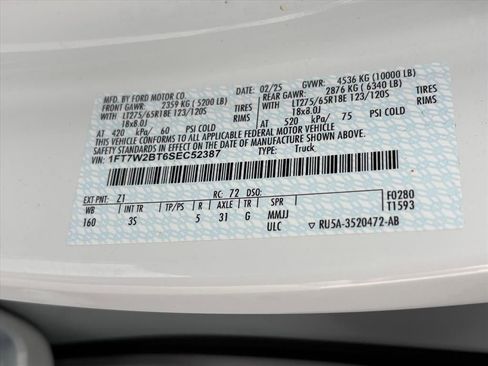 MFD. BY FORD MOTOR CO. 02/25 GVWR: 4536 KG (10000 LB)
FRONT GAWR: 2359 KG (5200 LB) REAR GAWR: 2876 KG (6340 LB)
WITH LT275/65R18E 123/120S TIRES WITH LT275/65R18E 123/120S TIRES
18x8.0J RIMS 18x8.0J RIMS
AT 420 kPa/ 60 PSI COLD AT 520 kPa/ 75 PSI COLD
THIS VEHICLE CONFORMS TO ALL APPLICABLE FEDERAL MOTOR VEHICLE
SAFETY STANDARDS IN EFFECT ON THE DATE OF MANUFACTURE SHOWN ABOVE.
VIN: 1FT7W2BT6SEC52387 TYPE: Truck
EXT PNT: Z1 RC: 72 DSO: F0280
WB INT TR TP/PS R AXLE TR SPR MMJJ T1593
160 3S 5 31 G ULC ▽ RU5A-3520472-AB